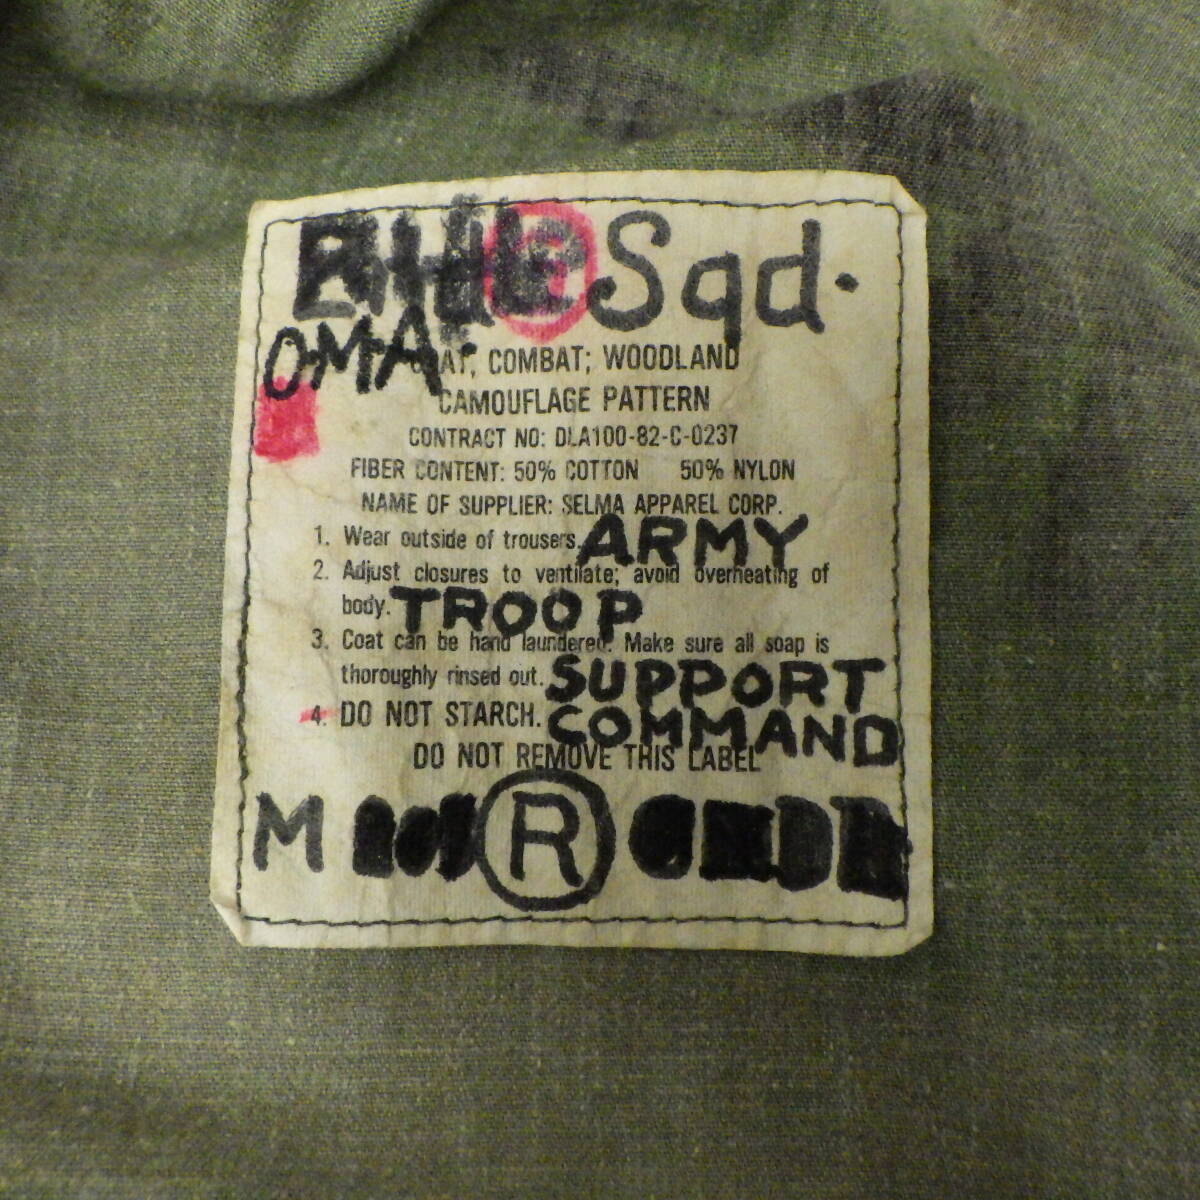 Sqd.
O.M.A.
COAT, COMBAT; WOODLAND
CAMOUFLAGE PATTERN
CONTRACT NO: DLA100-82-C-0237
FIBER CONTENT: 50% COTTON 50% NYLON
NAME OF SUPPLIER: SELMA APPAREL CORP.
1. Wear outside of trousers. ARMY
2. Adjust closures to ventilate; avoid overheating of
body. TROOP
3. Coat can be hand laundered. Make sure all soap is
thoroughly rinsed out. SUPPORT
4. DO NOT STARCH. COMMAND
DO NOT REMOVE THIS LABEL
M R